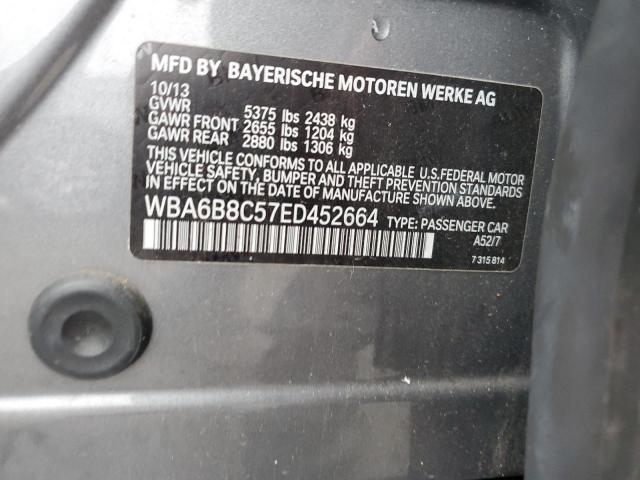 MFD BY BAYERISCHE MOTOREN WERKE AG
10/13
GVWR 5375 lbs 2438 kg
GAWR FRONT 2655 lbs 1204 kg
GAWR REAR 2880 lbs 1306 kg
THIS VEHICLE CONFORMS TO ALL APPLICABLE U.S.FEDERAL MOTOR
VEHICLE SAFETY, BUMPER AND THEFT PREVENTION STANDARDS
IN EFFECT ON THE DATE OF MANUFACTURE SHOWN ABOVE.
WBA6B8C57ED452664 TYPE: PASSENGER CAR
A52/7
7 315 814